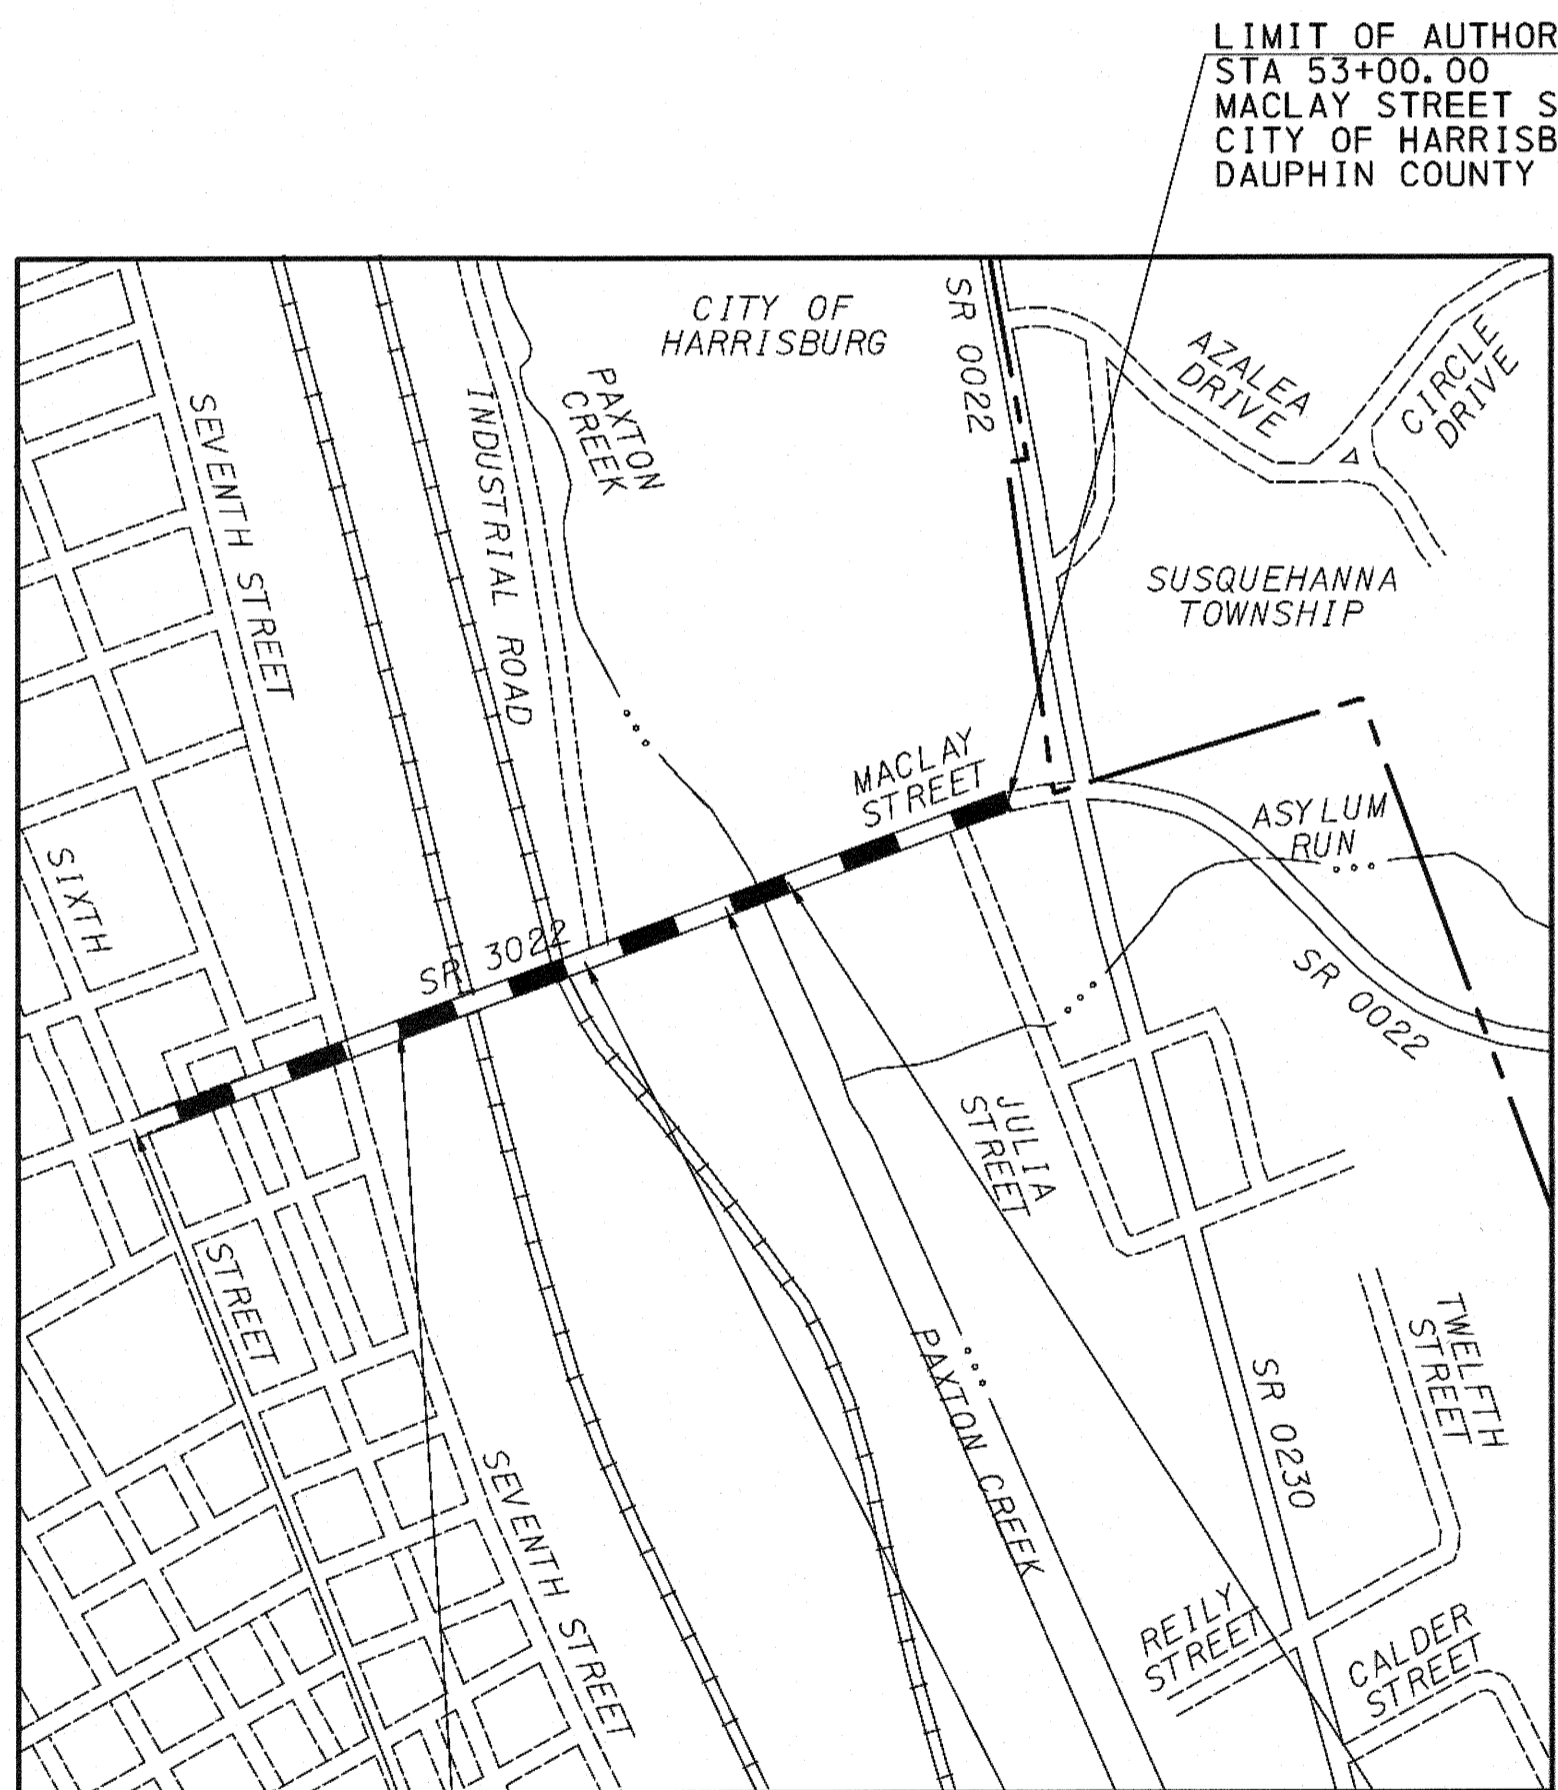 LIMIT OF AUTHOR
STA 53+00.00
MACLAY STREET S
CITY OF HARRISB
DAUPHIN COUNTY
CITY OF
HARRISBURG
SR 0022
AZALEA
DRIVE
CIRCLE
DRIVE
SEVENTH STREET
INDUSTRIAL ROAD
PAXTON
CREEK
SUSQUEHANNA
TOWNSHIP
MACLAY
STREET
ASYLUM
RUN
SIXTH
SR 3022
SR 0022
JULIA
STREET
STREET
PAXTON CREEK
SR 0230
TWELFTH
STREET
SEVENTH STREET
REILY
STREET
CALDER
STREET